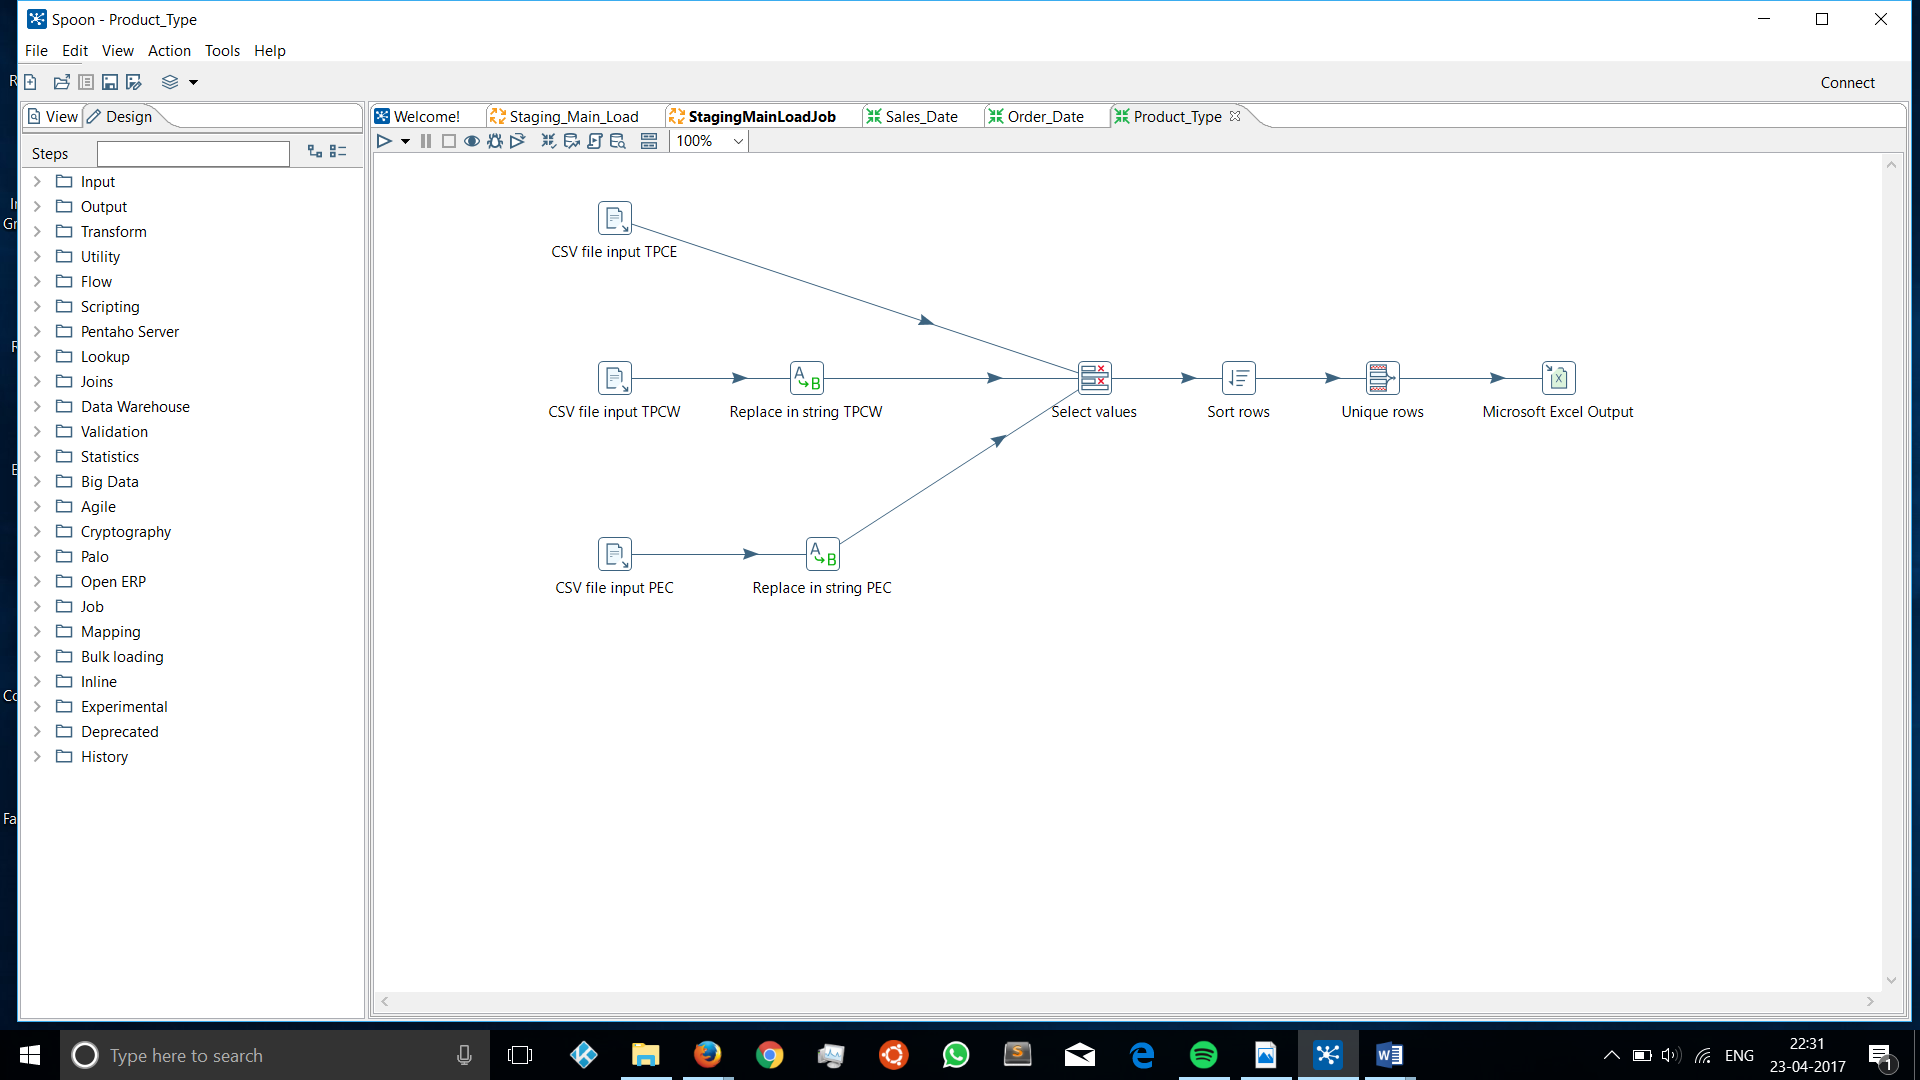 Spoon - Product_Type
File Edit View Action Tools Help
Connect
View Design
Welcome! Staging_Main_Load StagingMainLoadJob Sales_Date Order_Date Product_Type
100%
Steps
Input
Output
Transform
Utility
Flow
Scripting
Pentaho Server
Lookup
Joins
Data Warehouse
Validation
Statistics
Big Data
Agile
Cryptography
Palo
Open ERP
Job
Mapping
Bulk loading
Inline
Experimental
Deprecated
History
CSV file input TPCE
CSV file input TPCW Replace in string TPCW Select values Sort rows Unique rows Microsoft Excel Output
CSV file input PEC Replace in string PEC
Type here to search
ENG
22:31
23-04-2017
1